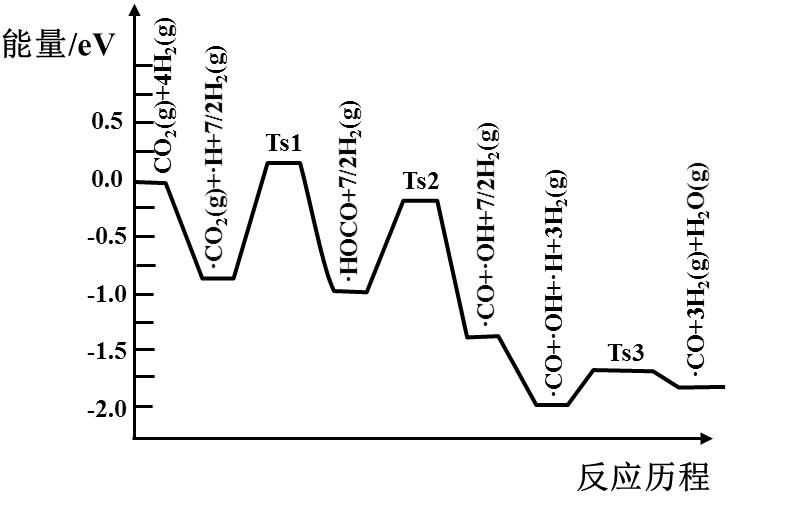 能量/eV
0.5
0.0
-0.5
-1.0
-1.5
-2.0
CO₂(g)+4H₂(g)
·CO₂(g)+·H+7/2H₂(g)
Ts1
·HOCO+7/2H₂(g)
Ts2
·CO+·OH+7/2H₂(g)
·CO+·OH+·H+3H₂(g)
Ts3
·CO+3H₂(g)+H₂O(g)
反应历程